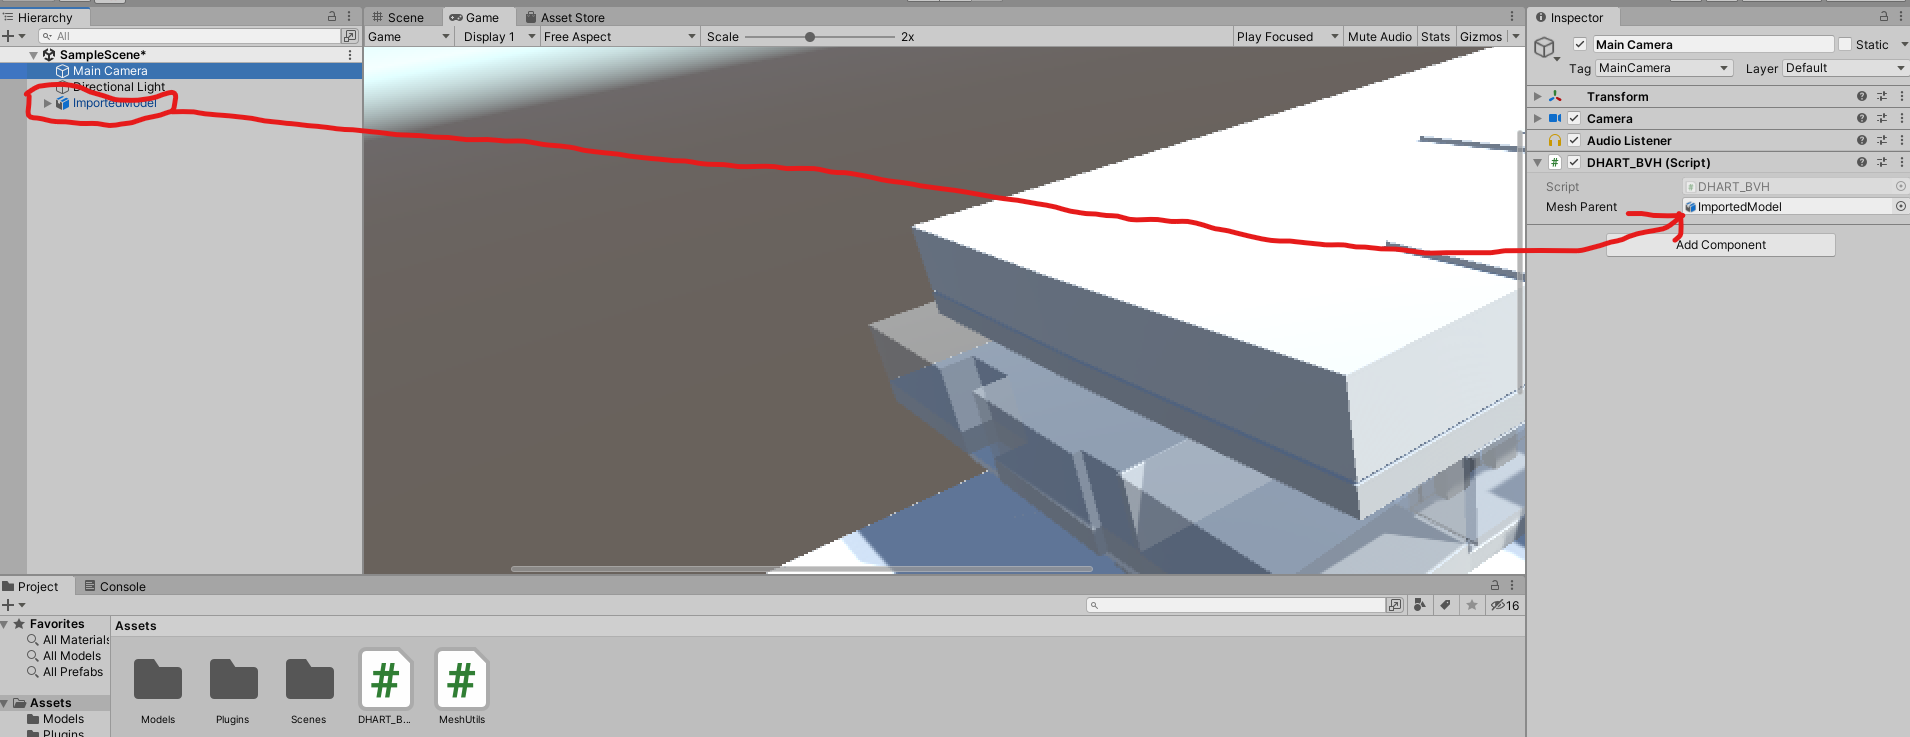 Hierarchy
All
SampleScene*
Main Camera
Directional Light
ImportedModel
Scene
Game
Asset Store
Game
Display 1
Free Aspect
Scale
2x
Play Focused
Mute Audio
Stats
Gizmos
Inspector
Main Camera
Static
Tag
MainCamera
Layer
Default
Transform
Camera
Audio Listener
DHART_BVH (Script)
Script
DHART_BVH
Mesh Parent
ImportedModel
Add Component
Project
Console
16
Favorites
All Materials
All Models
All Prefabs
Assets
Models
Plugins
Assets
Models
Plugins
Scenes
DHART_B...
MeshUtils